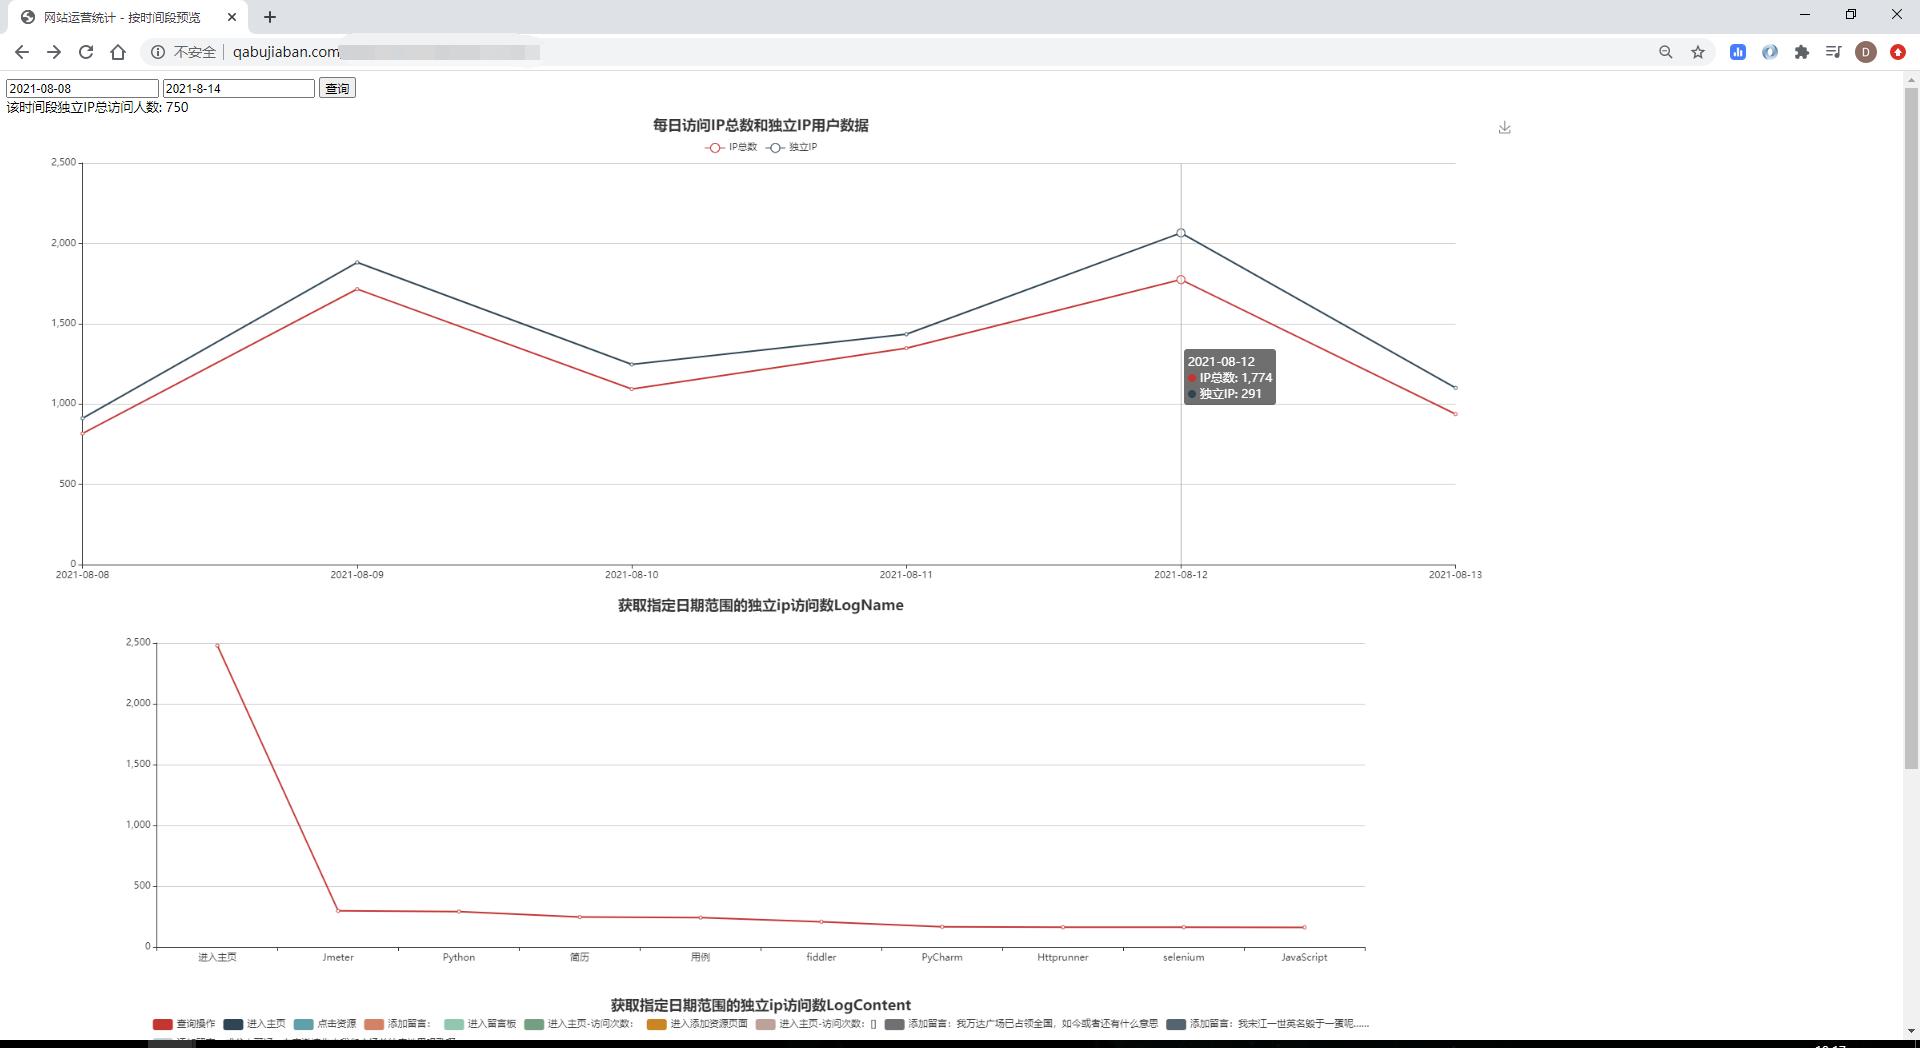 网站运营统计 - 按时间段预览
不安全 qabujiaban.com
D
2021-08-08 2021-8-14 查询
该时间段独立IP总访问人数: 750
每日访问IP总数和独立IP用户数据
IP总数 独立IP
2,500
2,000
1,500
1,000
500
0
2021-08-12
IP总数: 1,774
独立IP: 291
2021-08-08 2021-08-09 2021-08-10 2021-08-11 2021-08-12 2021-08-13
获取指定日期范围的独立ip访问数LogName
2,500
2,000
1,500
1,000
500
0
进入主页 Jmeter Python 简历 用例 fiddler PyCharm Httprunner selenium JavaScript
获取指定日期范围的独立ip访问数LogContent
查询操作 进入主页 点击资源 添加留言: 进入留言板 进入主页-访问次数: 进入添加资源页面 进入主页-访问次数: [] 添加留言: 我万达广场已占领全国，如今或者还有什么意思 添加留言: 我宋江一世英名毁于一蛋呢......